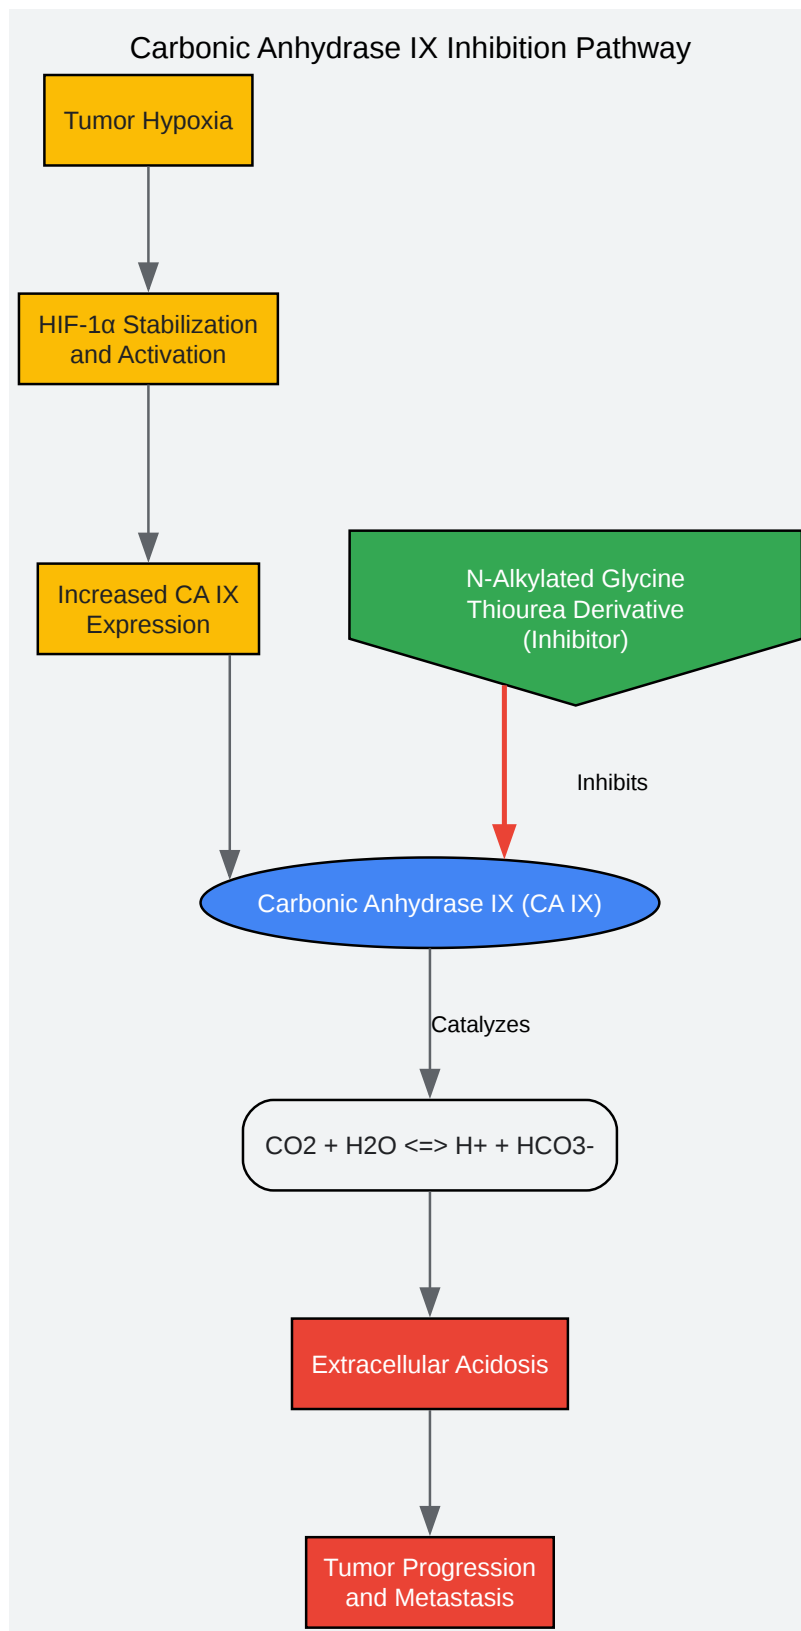 Carbonic Anhydrase IX Inhibition Pathway
Tumor Hypoxia
HIF-1α Stabilization
and Activation
Increased CA IX
Expression
N-Alkylated Glycine
Thiourea Derivative
(Inhibitor)
Inhibits
Carbonic Anhydrase IX (CA IX)
Catalyzes
CO2 + H2O <=> H+ + HCO3-
Extracellular Acidosis
Tumor Progression
and Metastasis